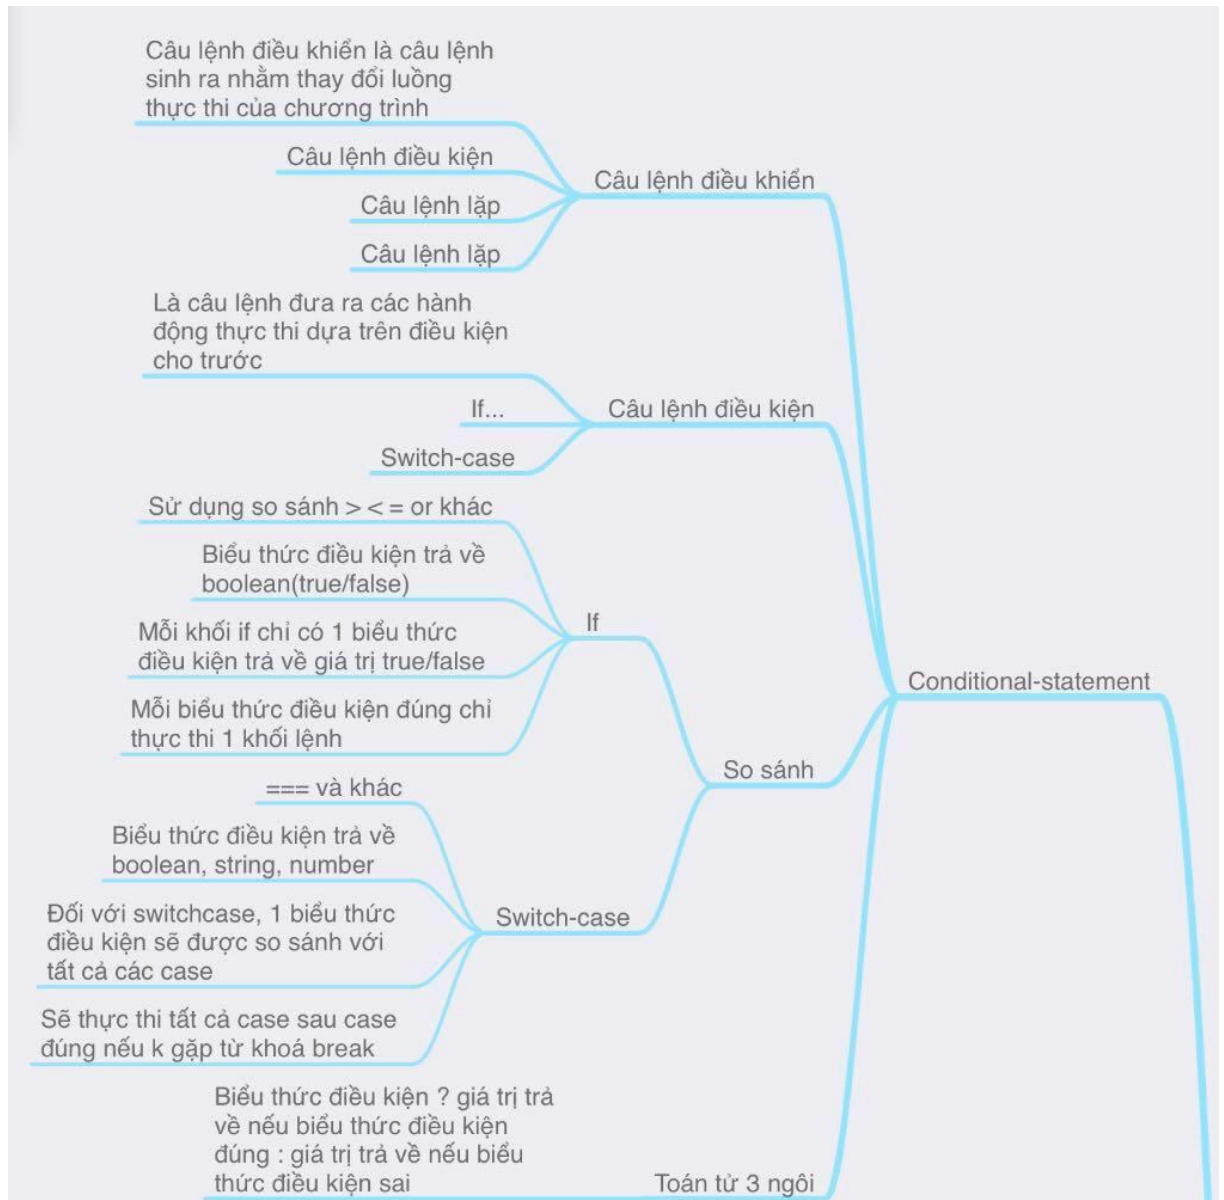 Câu lệnh điều khiển là câu lệnh
sinh ra nhằm thay đổi luồng
thực thi của chương trình
Câu lệnh điều kiện
Câu lệnh điều khiển
Câu lệnh lặp
Câu lệnh lặp
Là câu lệnh đưa ra các hành
động thực thi dựa trên điều kiện
cho trước
If...
Câu lệnh điều kiện
Switch-case
Sử dụng so sánh > < = or khác
Biểu thức điều kiện trả về
boolean(true/false)
If
Mỗi khối if chỉ có 1 biểu thức
điều kiện trả về giá trị true/false
Conditional-statement
Mỗi biểu thức điều kiện đúng chỉ
thực thi 1 khối lệnh
So sánh
=== và khác
Biểu thức điều kiện trả về
boolean, string, number
Switch-case
Đối với switchcase, 1 biểu thức
điều kiện sẽ được so sánh với
tất cả các case
Sẽ thực thi tất cả case sau case
đúng nếu k gặp từ khoá break
Biểu thức điều kiện ? giá trị trả
về nếu biểu thức điều kiện
đúng : giá trị trả về nếu biểu
thức điều kiện sai
Toán tử 3 ngôi